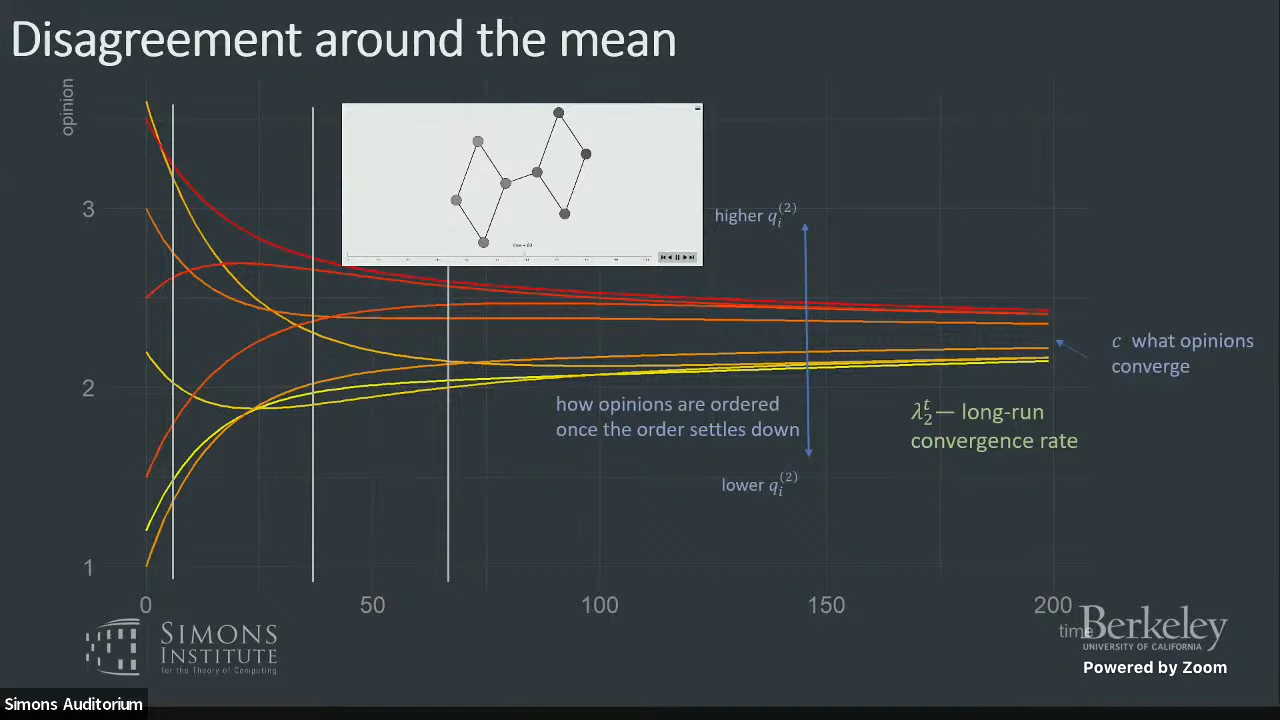 Disagreement around the mean
opinion
3
2
1
0
50
100
150
200
time
higher q_i^{(2)}
how opinions are ordered
once the order settles down
lower q_i^{(2)}
c what opinions
converge
λ_2^t — long-run
convergence rate
SIMONS
INSTITUTE
for the Theory of Computing
Berkeley
UNIVERSITY OF CALIFORNIA
Powered by Zoom
Simons Auditorium